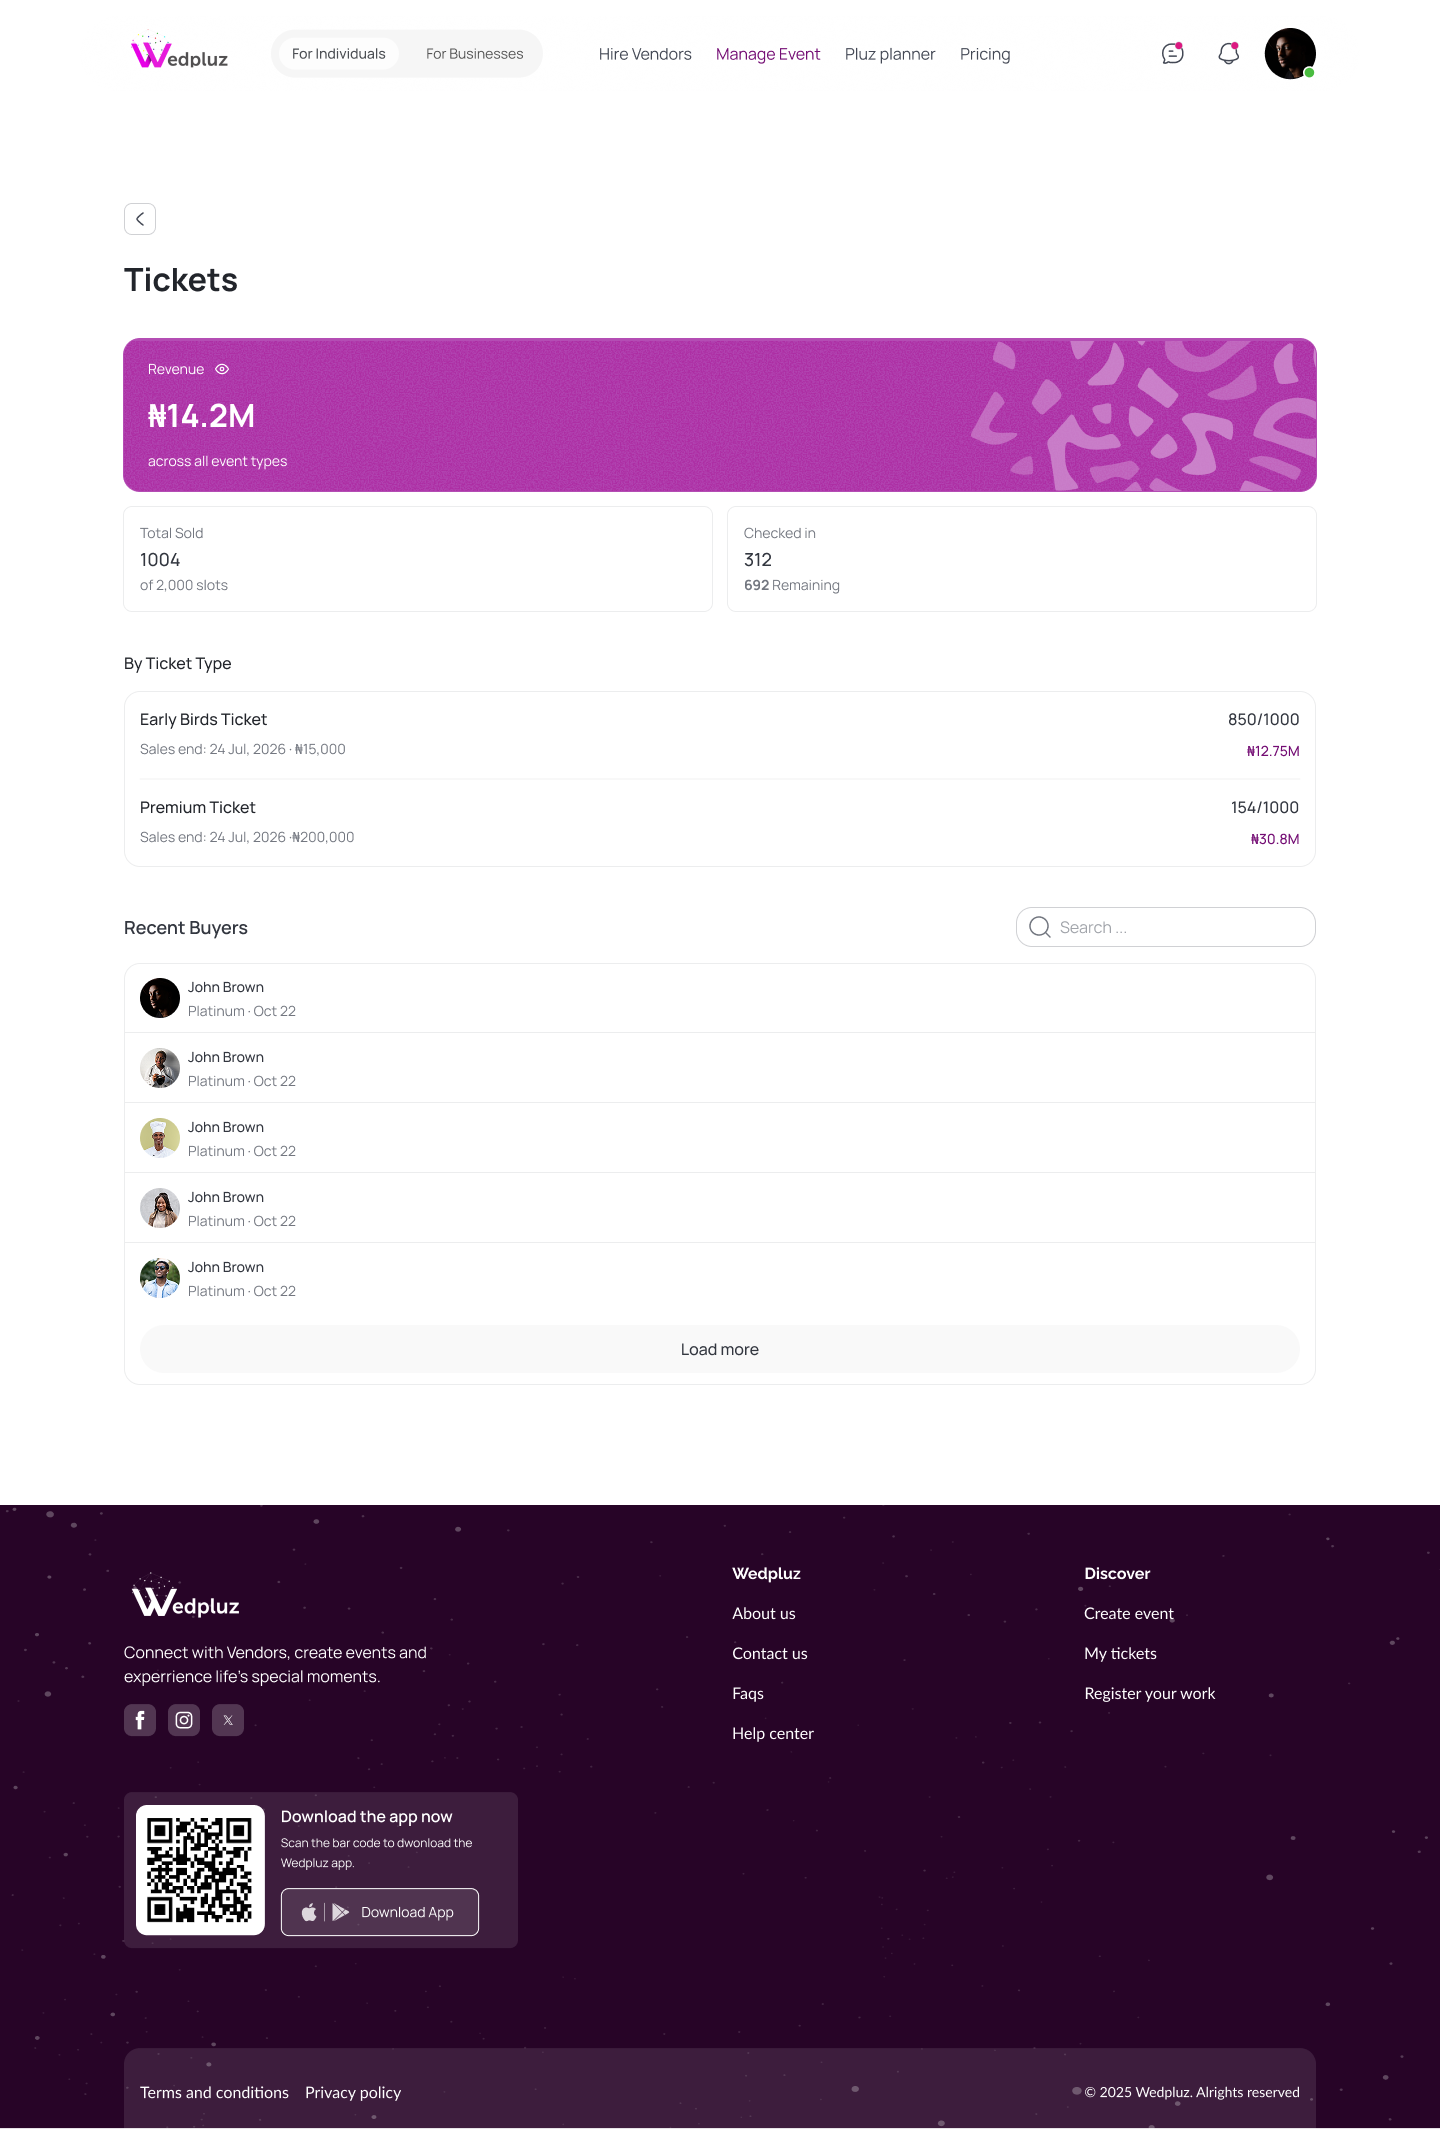 Wedpluz
For Individuals
For Businesses
Hire Vendors
Manage Event
Pluz planner
Pricing
Tickets
Revenue
₦14.2M
across all event types
Total Sold
1004
of 2,000 slots
Checked in
312
692 Remaining
By Ticket Type
Early Birds Ticket
850/1000
Sales end: 24 Jul, 2026 · ₦15,000
₦12.75M
Premium Ticket
154/1000
Sales end: 24 Jul, 2026 ·₦200,000
₦30.8M
Recent Buyers
Search ...
John Brown
Platinum · Oct 22
John Brown
Platinum · Oct 22
John Brown
Platinum · Oct 22
John Brown
Platinum · Oct 22
John Brown
Platinum · Oct 22
Load more
Wedpluz
Connect with Vendors, create events and
experrience life's special moments.
Wedpluz
About us
Contact us
Faqs
Help center
Discover
Create event
My tickets
Register your work
Download the app now
Scan the bar code to dwonload the
Wedpluz app.
Download App
Terms and conditions
Privacy policy
© 2025 Wedpluz. Alrights reserved